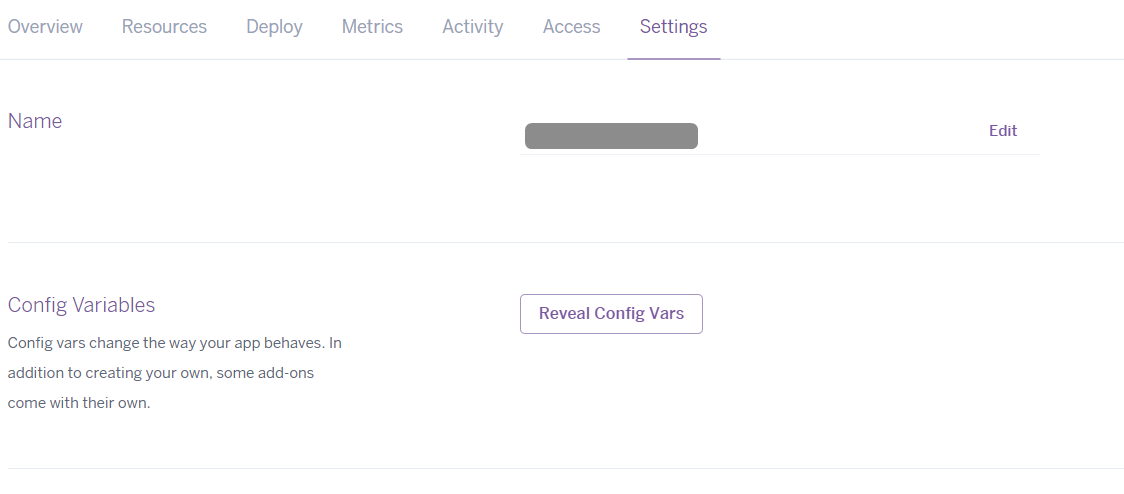 Overview Resources Deploy Metrics Activity Access Settings
Name
Edit
Config Variables
Reveal Config Vars
Config vars change the way your app behaves. In
addition to creating your own, some add-ons
come with their own.